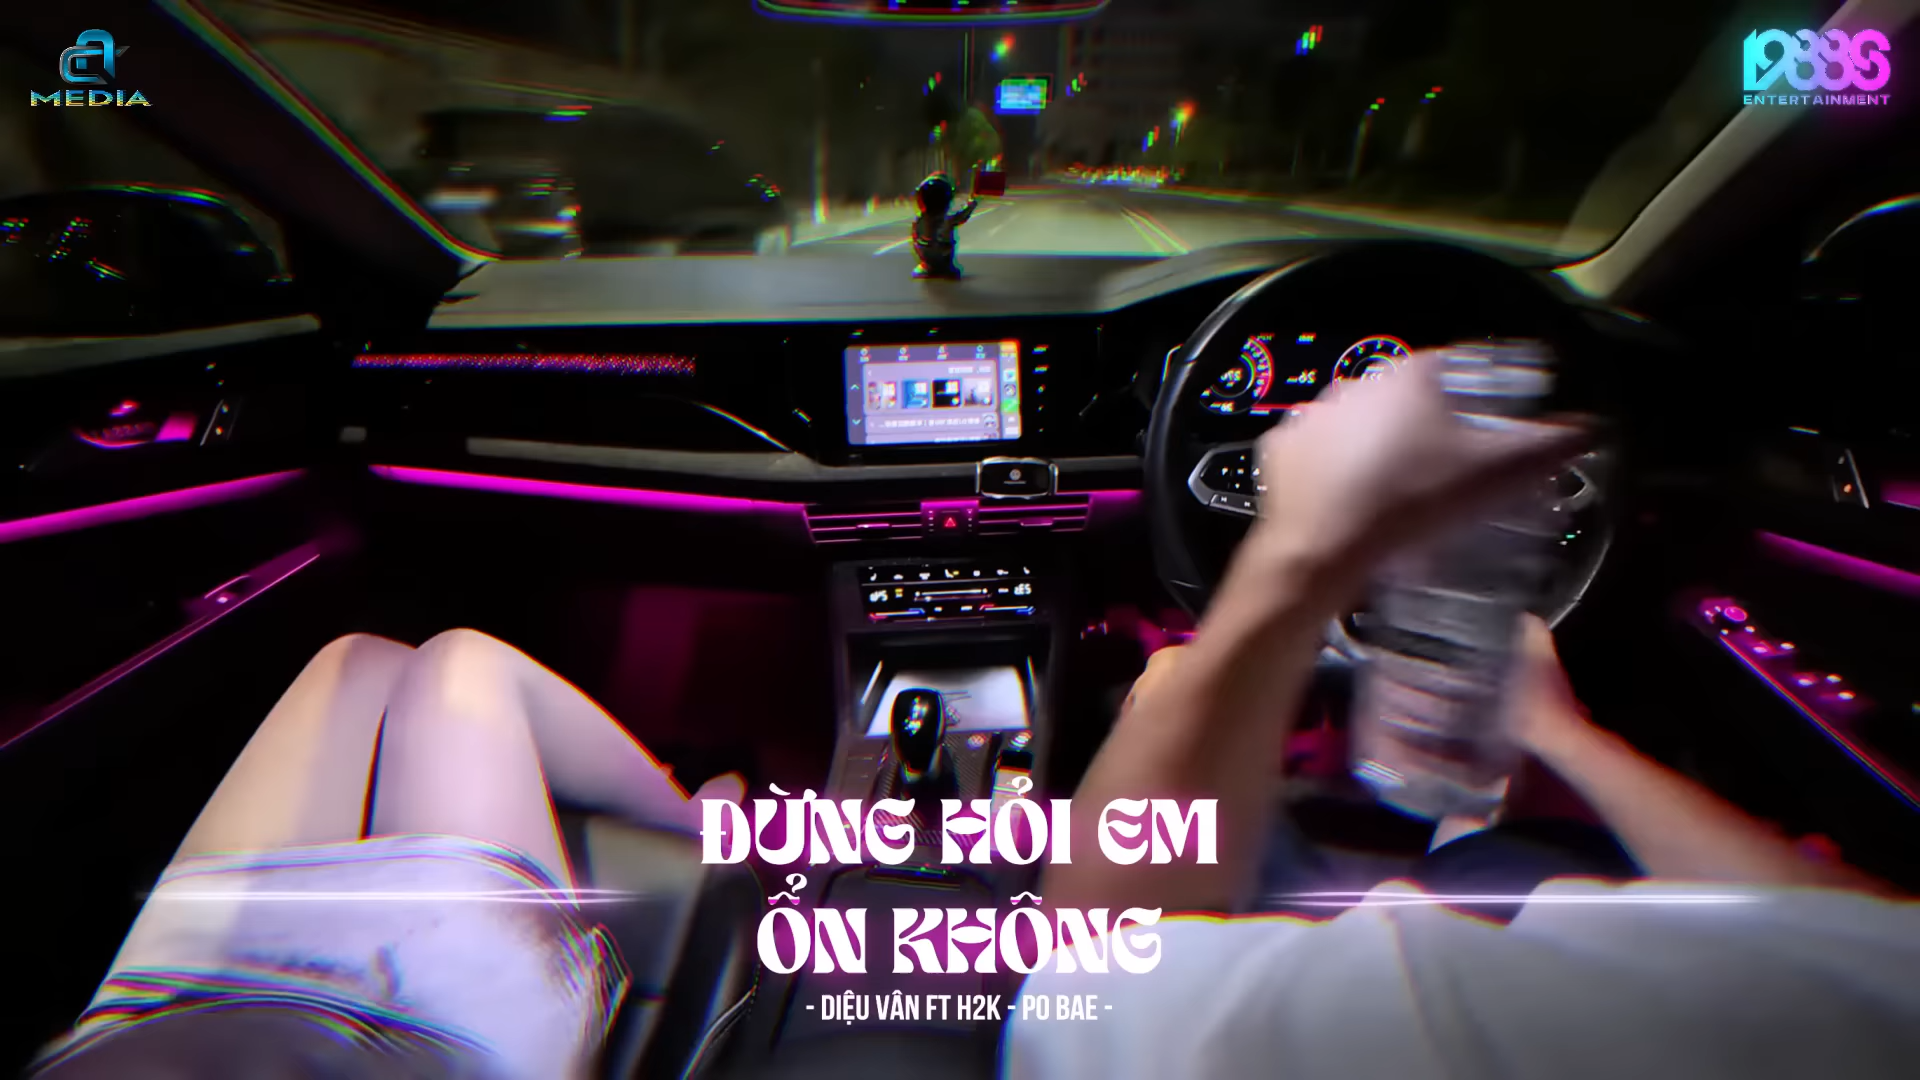 MEDIA
1988S
ENTERTAINMENT
ĐỪNG HỎI EM
ỔN KHÔNG
- DIỆU VÂN FT H2K - PO BAE -